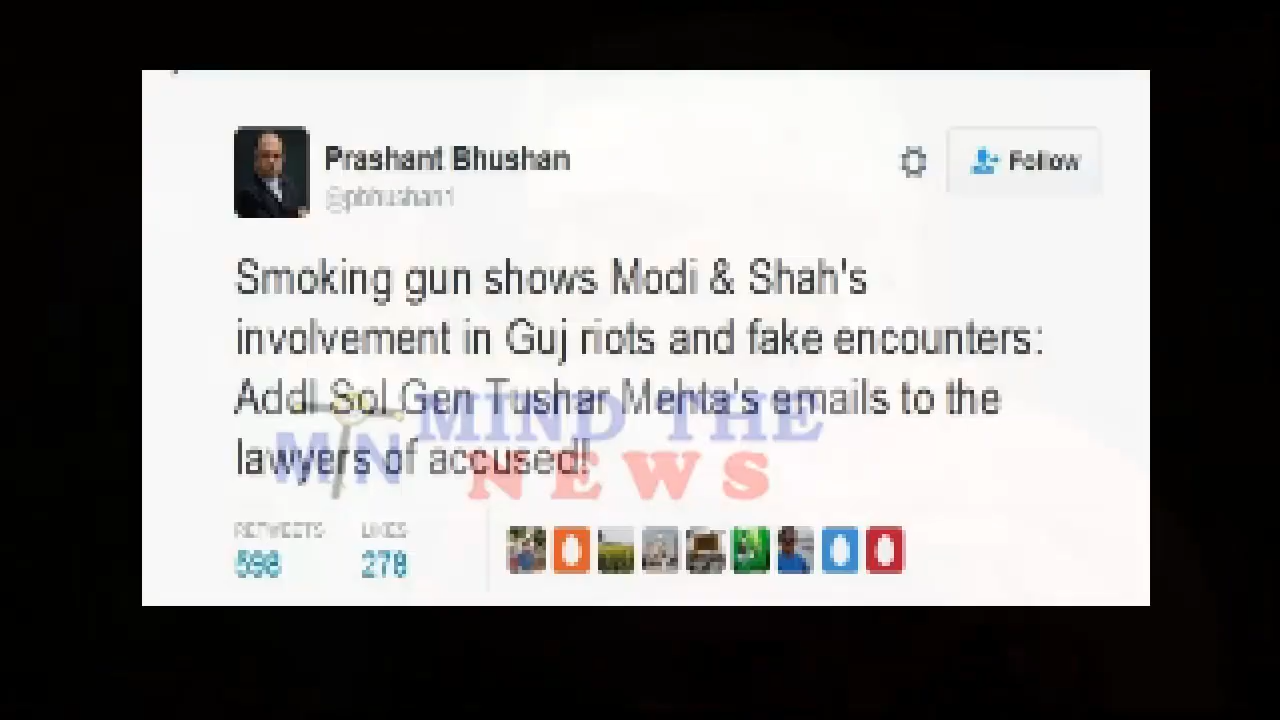 Prashant Bhushan
@pbhushan1
Follow
Smoking gun shows Modi & Shah's
involvement in Guj riots and fake encounters:
Addl Sol Gen Tushar Mehta's emails to the
lawyers of accused!
MTN MIND THE
NEWS
RETWEETS LIKES
598 278